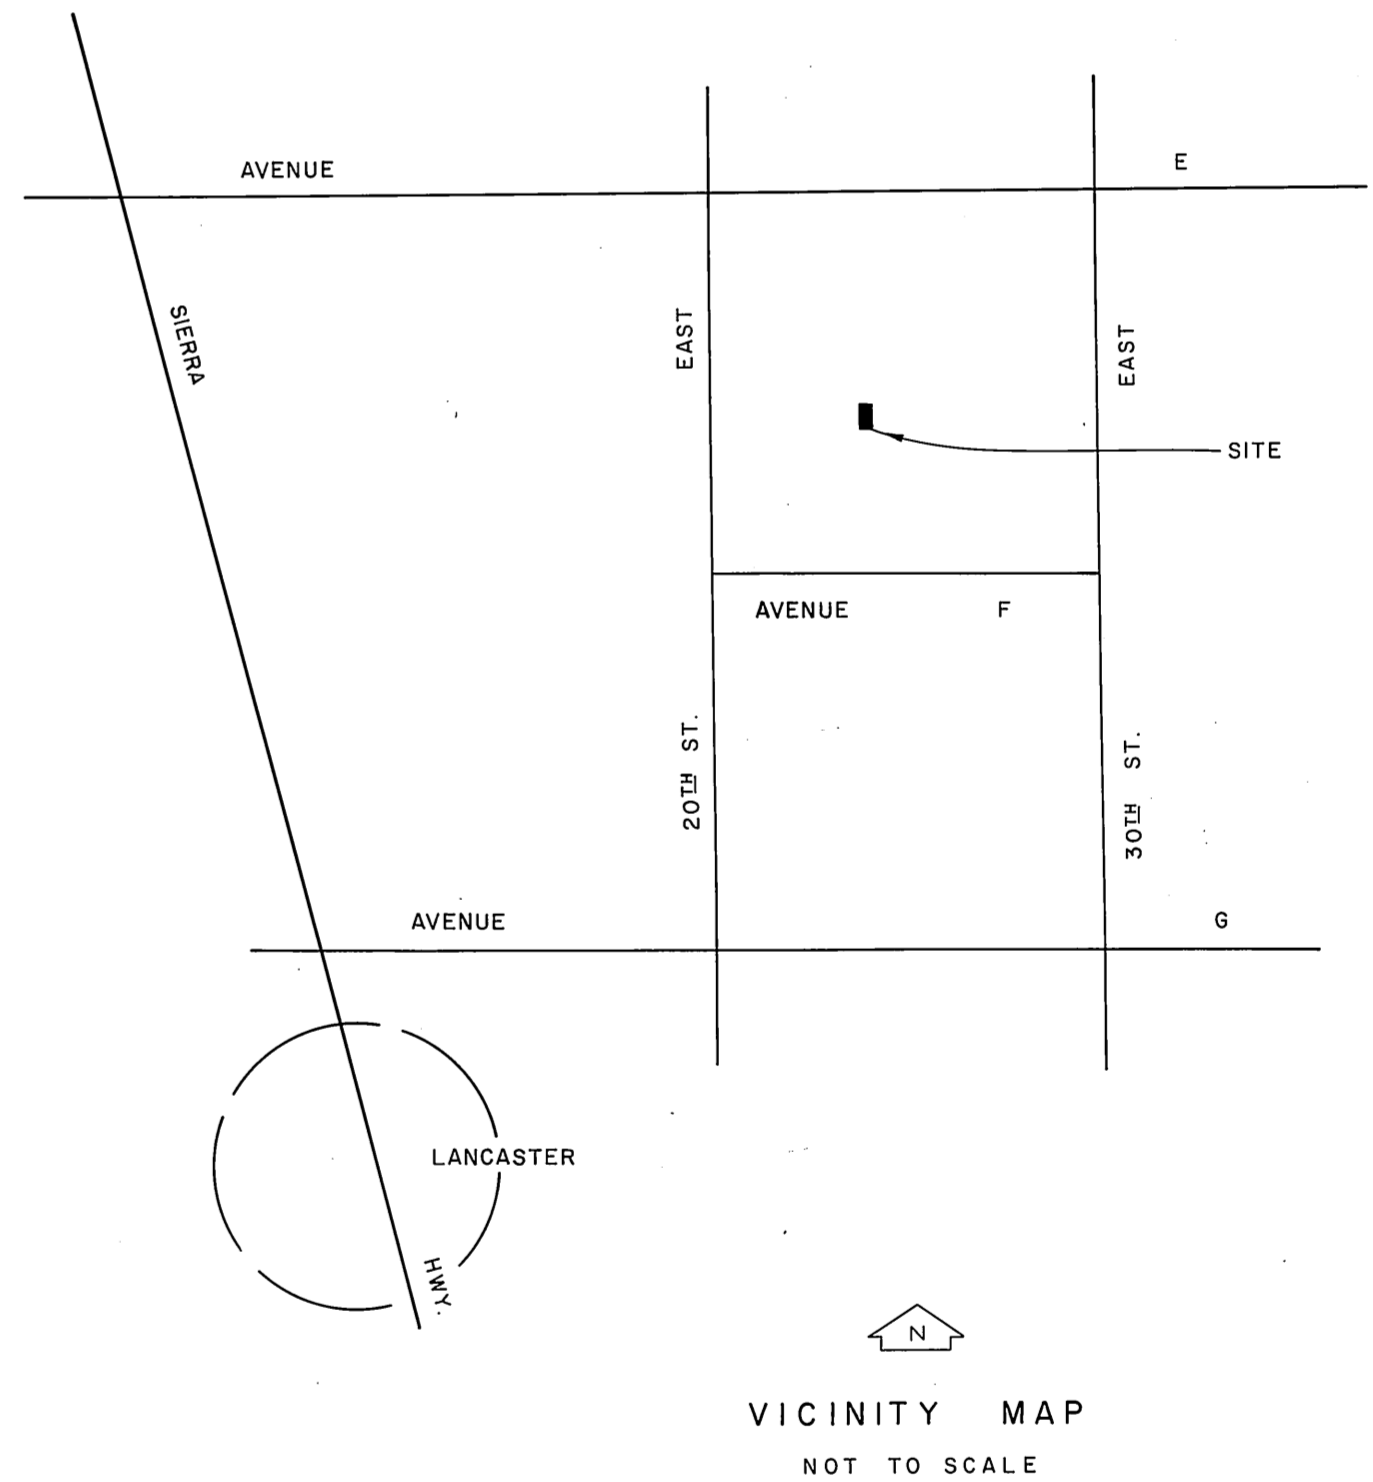 AVENUE E
SIERRA
EAST
EAST
SITE
AVENUE F
20TH ST.
30TH ST.
AVENUE G
LANCASTER
HWY.
N
VICINITY MAP
NOT TO SCALE